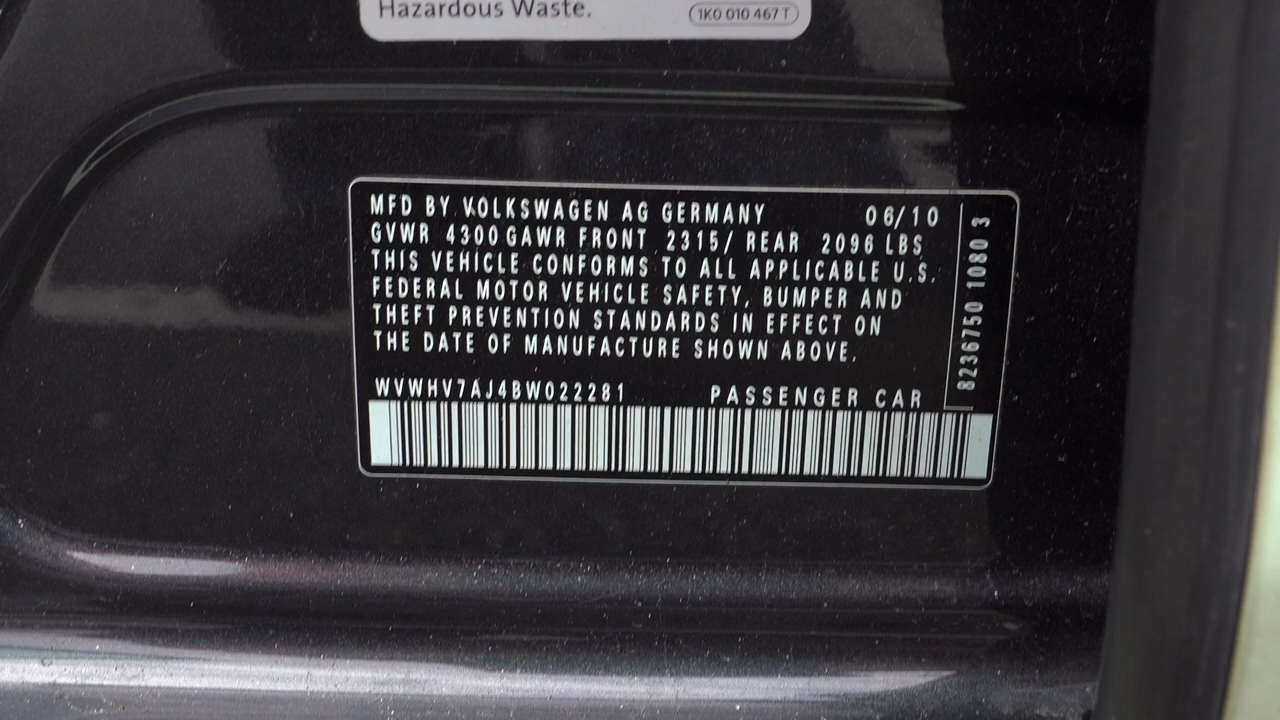 Hazardous Waste.
1K0 010 467 T
MFD BY VOLKSWAGEN AG GERMANY 06/10
GVWR 4300 GAWR FRONT 2315/ REAR 2096 LBS
THIS VEHICLE CONFORMS TO ALL APPLICABLE U.S.
FEDERAL MOTOR VEHICLE SAFETY, BUMPER AND
THEFT PREVENTION STANDARDS IN EFFECT ON
THE DATE OF MANUFACTURE SHOWN ABOVE.
WVWHV7AJ4BW022281 PASSENGER CAR
8236750 1080 3